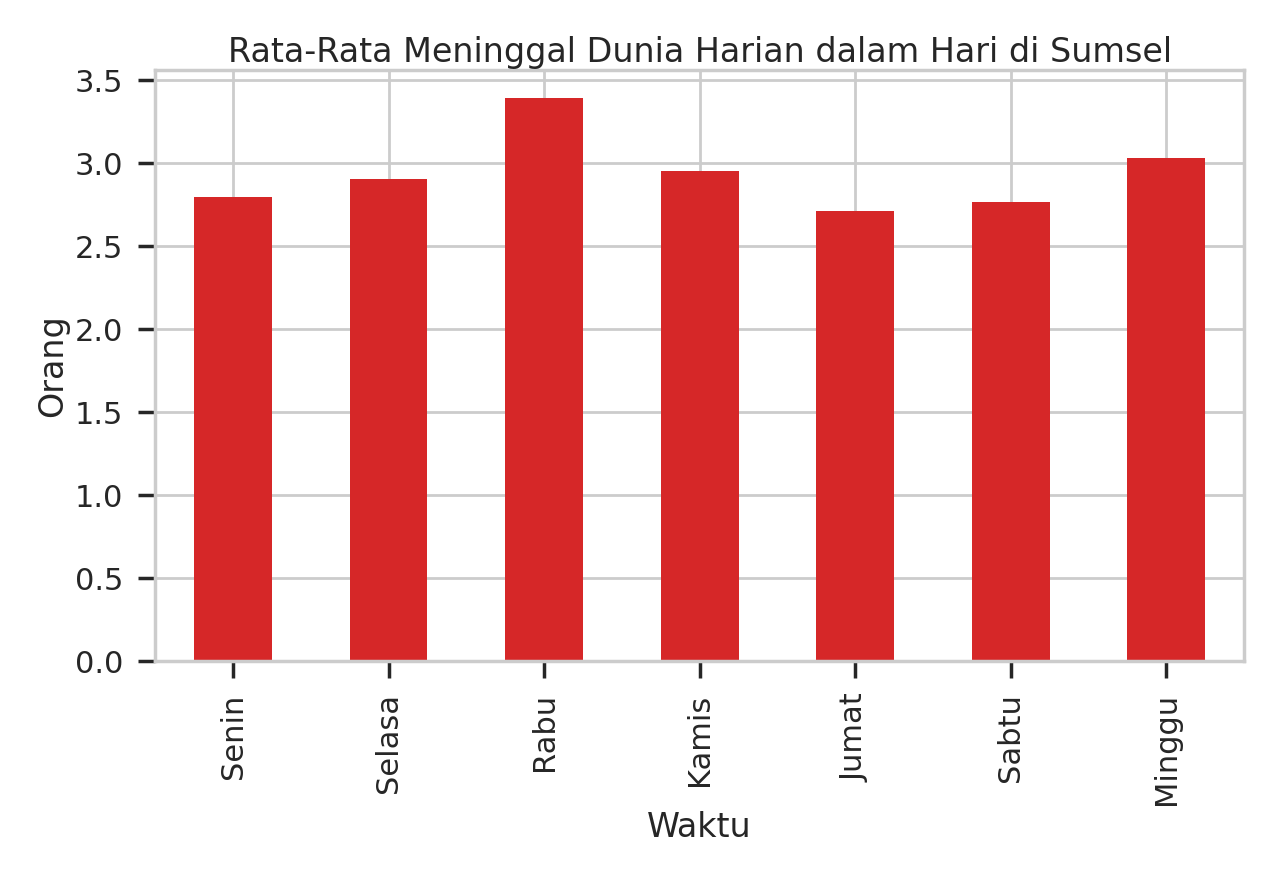 Rata-Rata Meninggal Dunia Harian dalam Hari di Sumsel
Orang
3.5
3.0
2.5
2.0
1.5
1.0
0.5
0.0
Senin
Selasa
Rabu
Kamis
Jumat
Sabtu
Minggu
Waktu